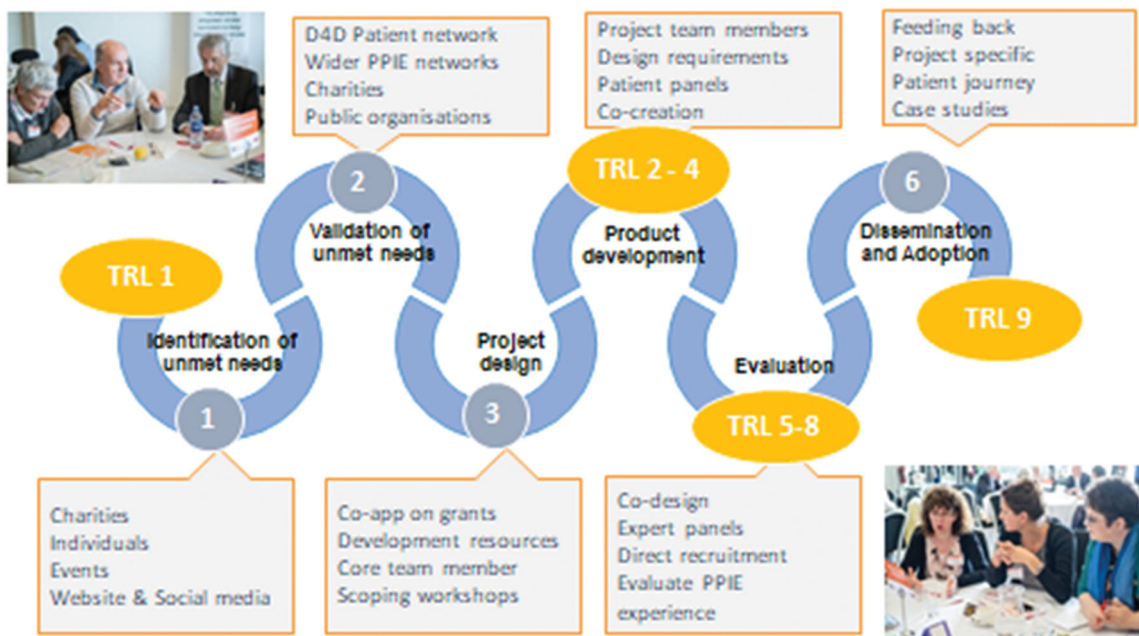 D4D Patient network
Wider PPIE networks
Charities
Public organisations
Project team members
Design requirements
Patient panels
Co-creation
Feeding back
Project specific
Patient journey
Case studies
TRL 1
Identification of
unmet needs
1
2
Validation of
unmet needs
Project
design
3
TRL 2 - 4
Product
development
Evaluation
TRL 5-8
6
Dissemination
and Adoption
TRL 9
Charities
Individuals
Events
Website & Social media
Co-app on grants
Development resources
Core team member
Scoping workshops
Co-design
Expert panels
Direct recruitment
Evaluate PPIE
experience